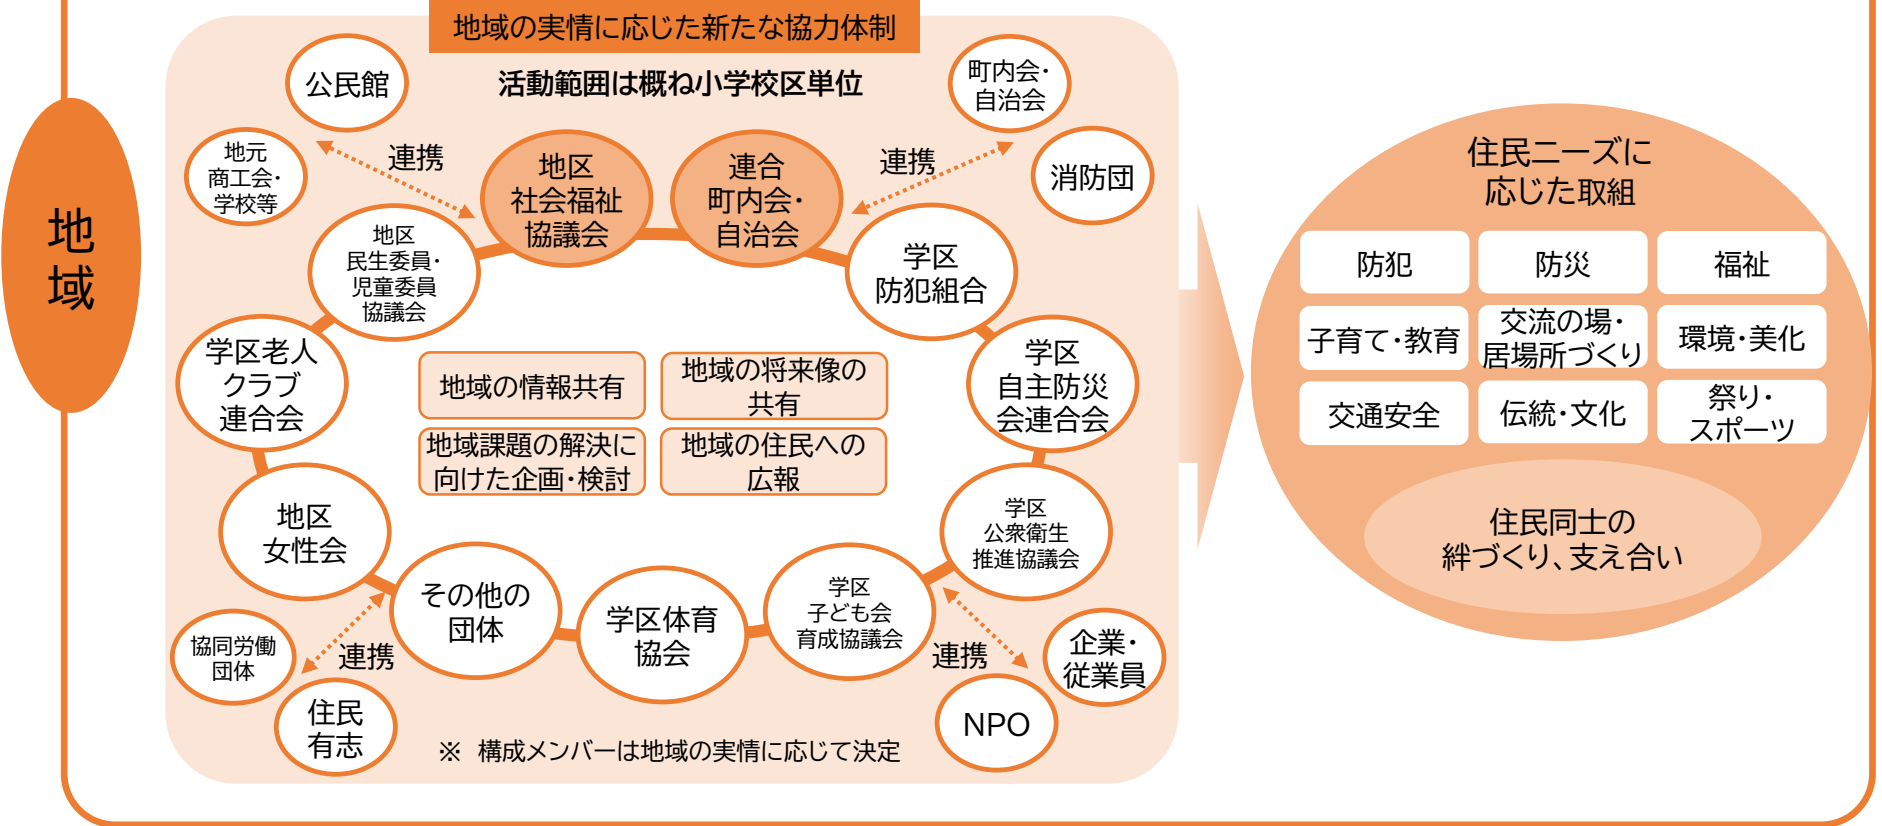 地域の実情に応じた新たな協力体制
活動範囲は概ね小学校区単位
地
域
公民館
地元
商工会・
学校等
連携
町内会・
自治会
消防団
連携
地区
社会福祉
協議会
連合
町内会・
自治会
地区
民生委員・
児童委員
協議会
学区
防犯組合
学区老人
クラブ
連合会
学区
自主防災
会連合会
地域の情報共有
地域の将来像の
共有
地域課題の解決に
向けた企画・検討
地域の住民への
広報
地区
女性会
学区
公衆衛生
推進協議会
その他の
団体
学区体育
協会
学区
子ども会
育成協議会
協同労働
団体
連携
住民
有志
連携
企業・
従業員
NPO
※ 構成メンバーは地域の実情に応じて決定
住民ニーズに
応じた取組
防犯
防災
福祉
子育て・教育
交流の場・
居場所づくり
環境・美化
交通安全
伝統・文化
祭り・
スポーツ
住民同士の
絆づくり、支え合い